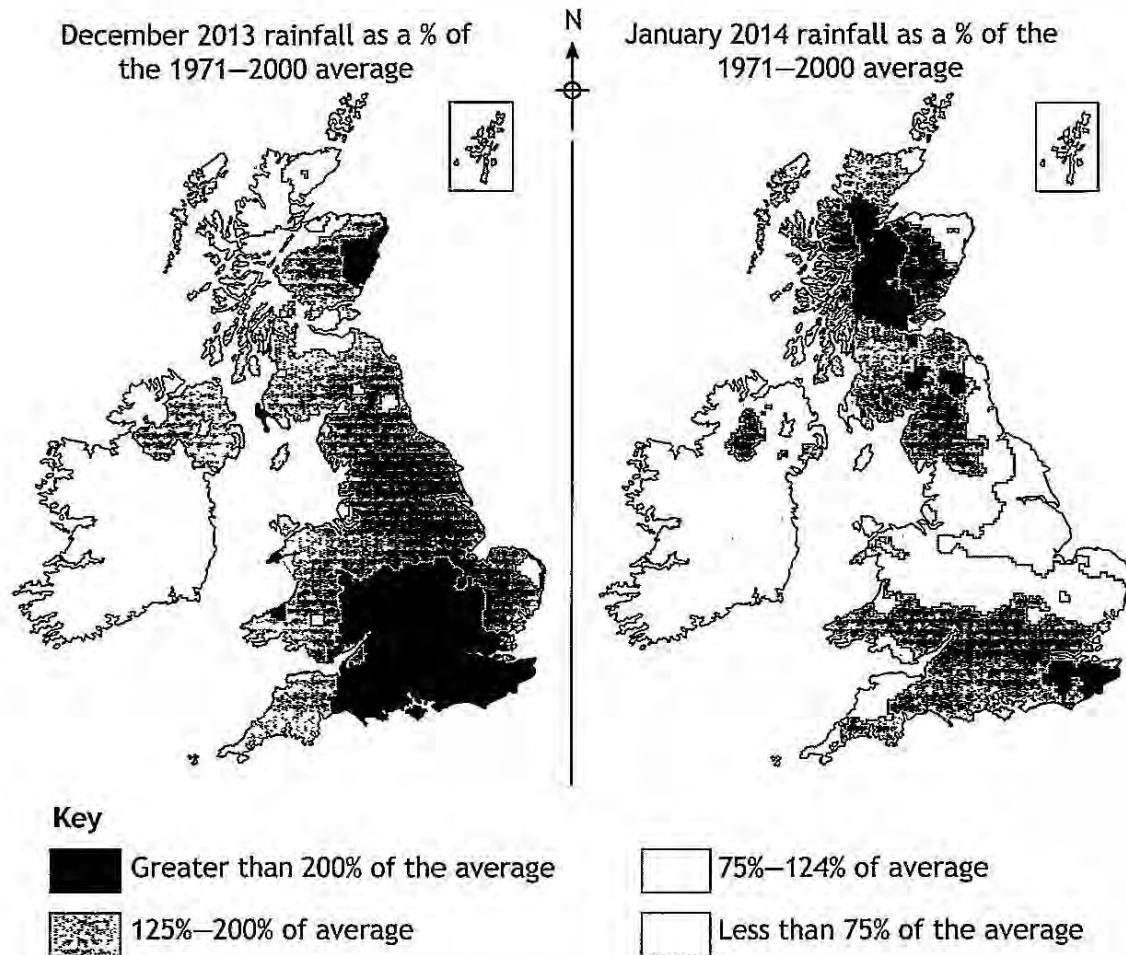 December 2013 rainfall as a % of
the 1971—2000 average
N
January 2014 rainfall as a % of the
1971—2000 average
Key
Greater than 200% of the average
125%—200% of average
75%—124% of average
Less than 75% of the average